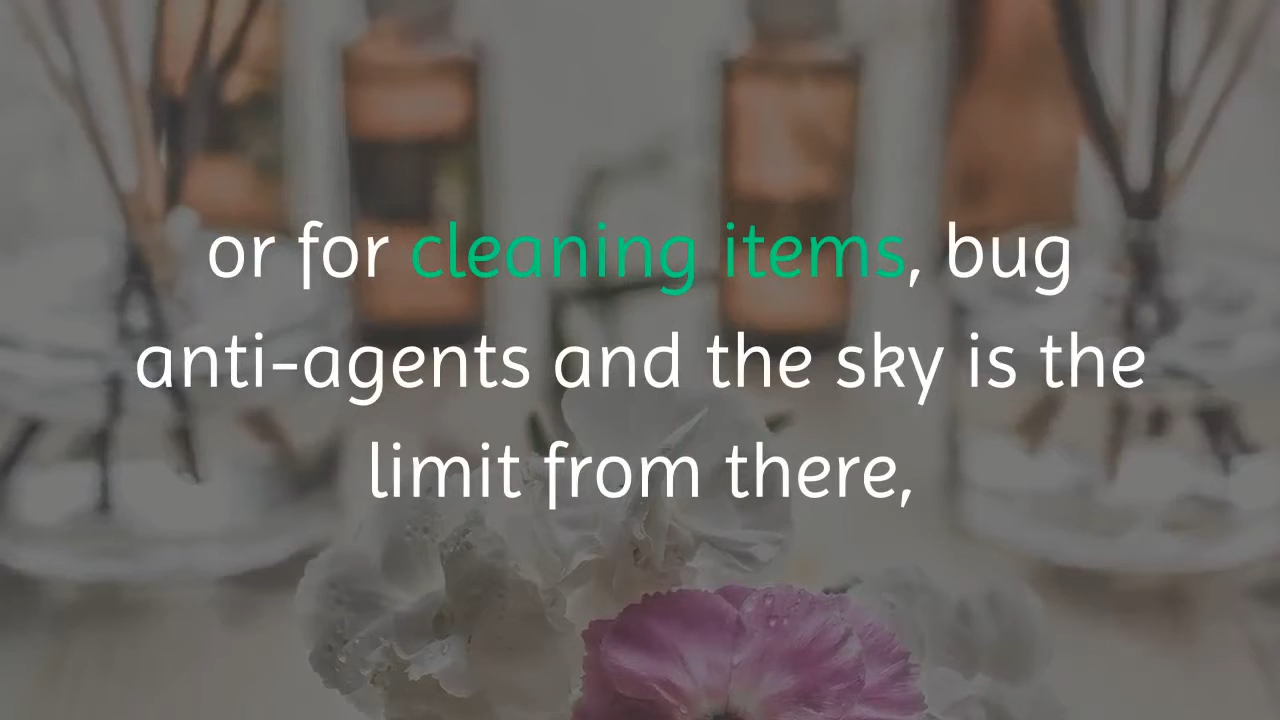 or for cleaning items, bug
anti-agents and the sky is the
limit from there,